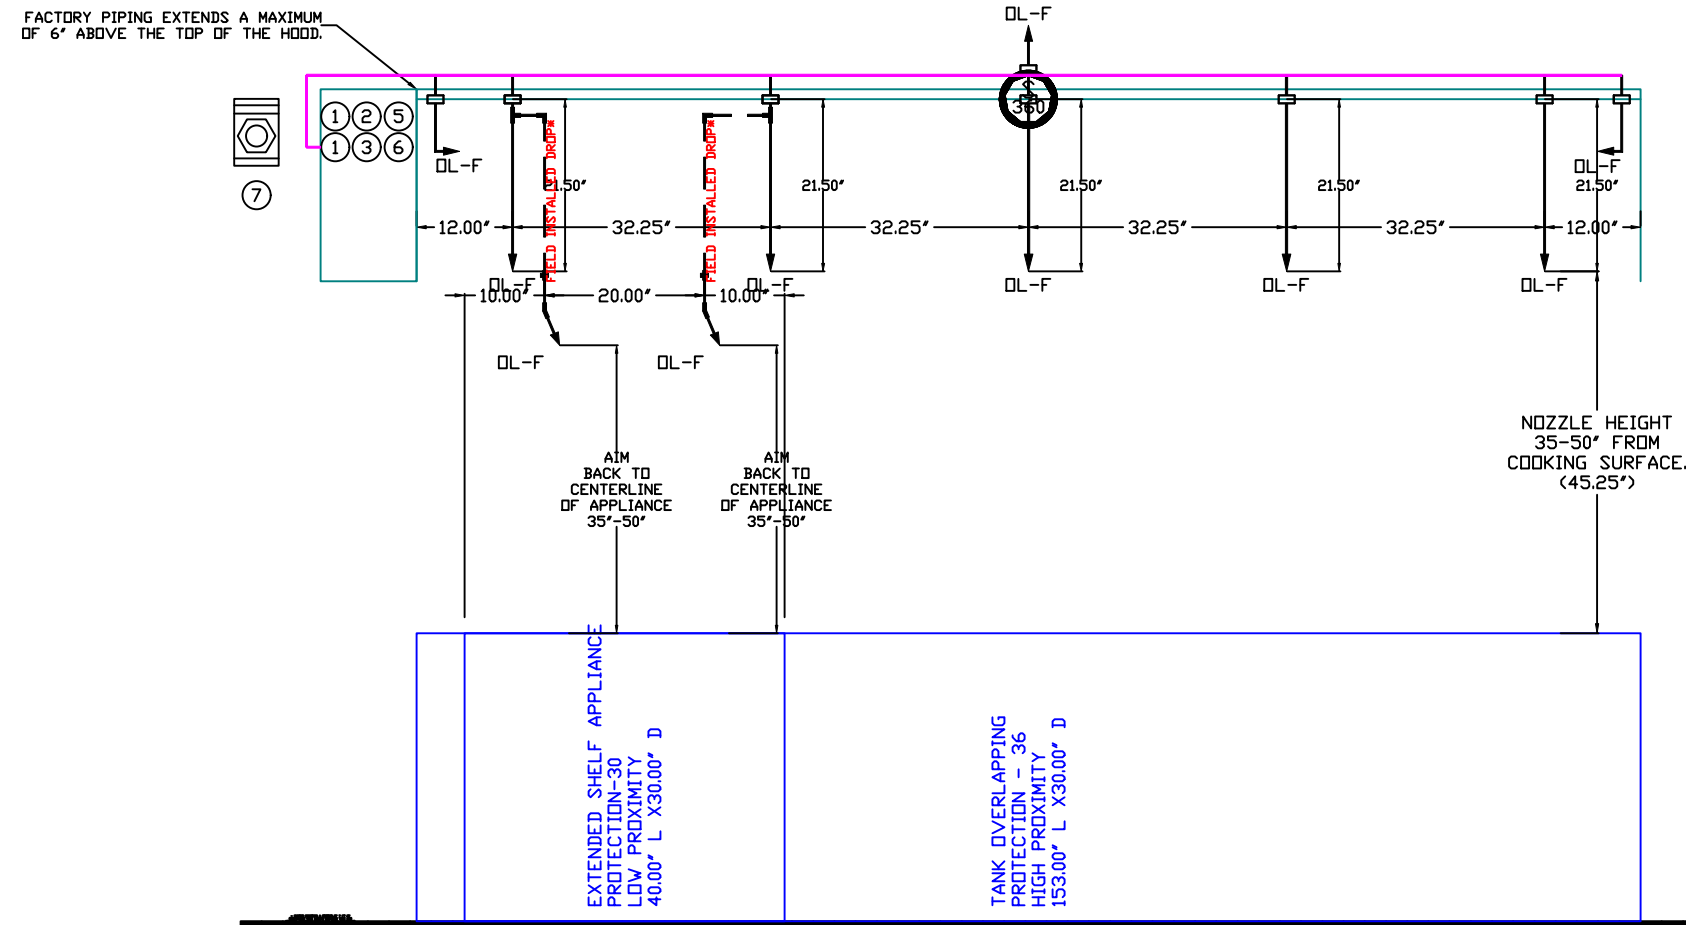 FACTORY PIPING EXTENDS A MAXIMUM
OF 6" ABOVE THE TOP OF THE HOOD.
OL-F
1 2 5
1 3 6
7
360
OL-F
OL-F
FIELD INSTALLED DROP*
FIELD INSTALLED DROP*
21.50"
21.50"
21.50"
21.50"
21.50"
12.00"
32.25"
32.25"
32.25"
32.25"
12.00"
OL-F
OL-F
OL-F
OL-F
OL-F
10.00"
20.00"
10.00"
OL-F
OL-F
AIM
BACK TO
CENTERLINE
OF APPLIANCE
35"-50"
AIM
BACK TO
CENTERLINE
OF APPLIANCE
35"-50"
NOZZLE HEIGHT
35-50" FROM
COOKING SURFACE.
(45.25")
EXTENDED SHELF APPLIANCE
PROTECTION-30
LOW PROXIMITY
40.00" L X30.00" D
TANK OVERLAPPING
PROTECTION - 36
HIGH PROXIMITY
153.00" L X30.00" D